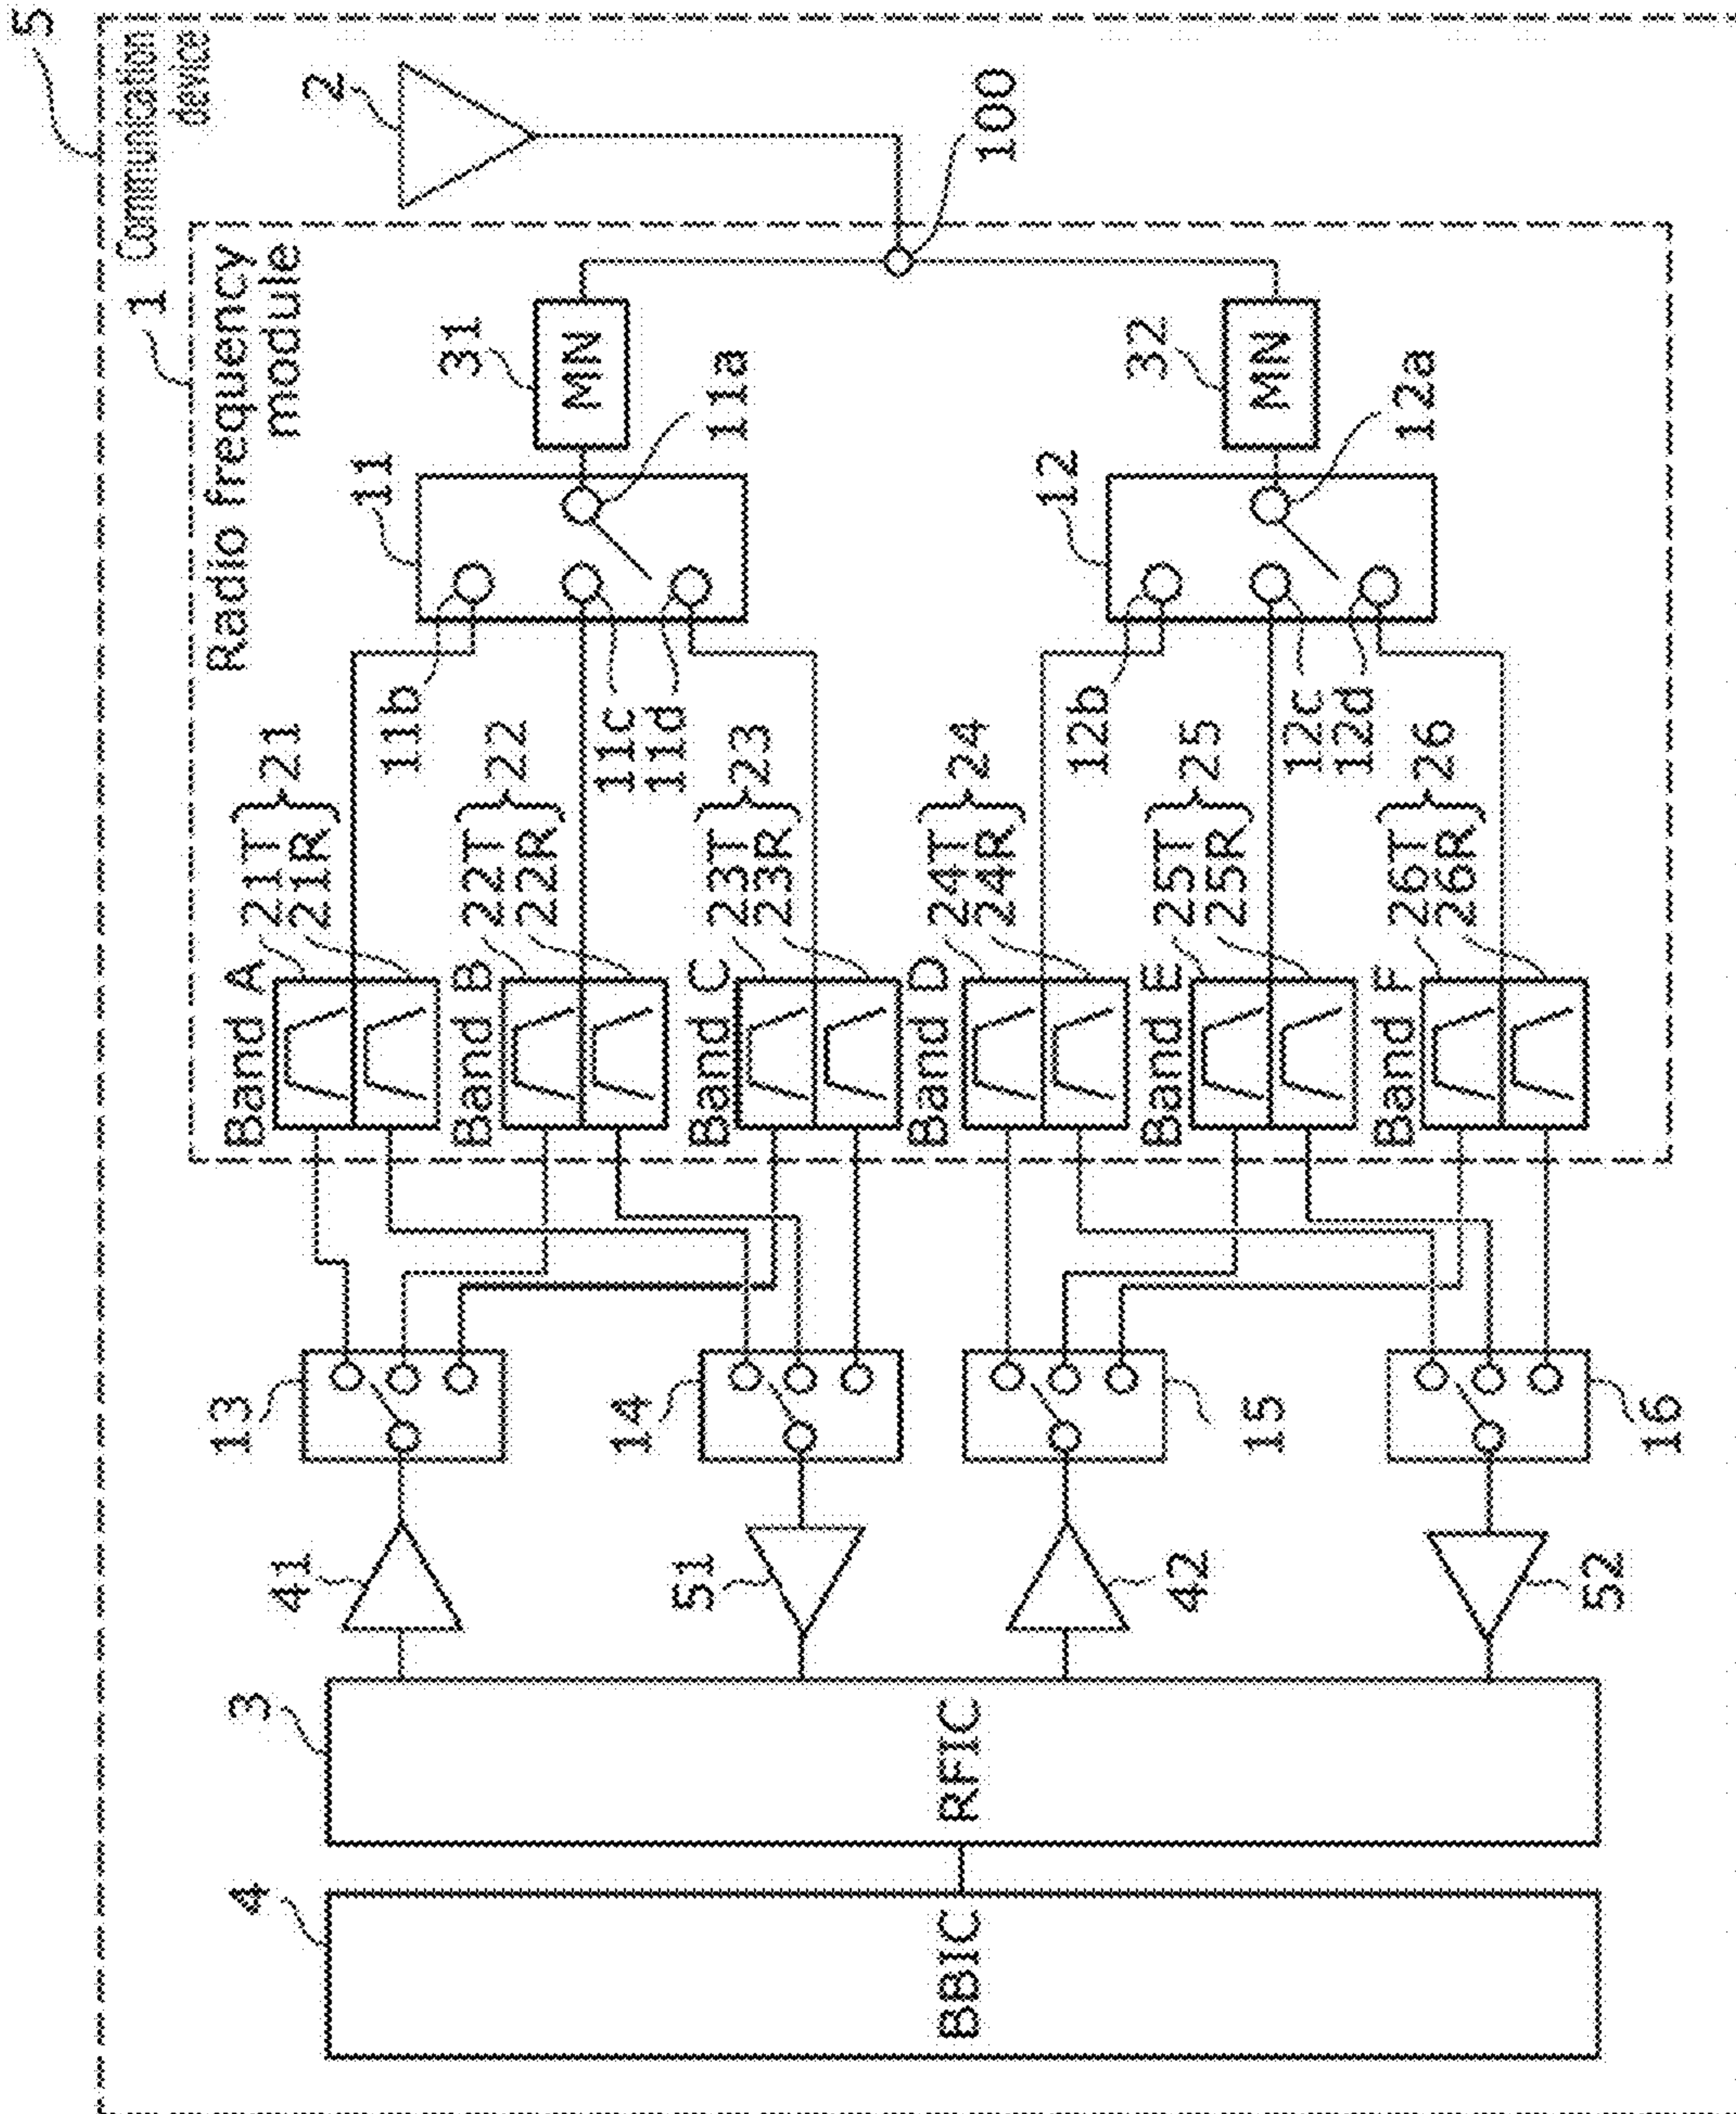 5
Communication
device
1
Radio frequency
module
2
100
31
MN
32
MN
11
11a
11b
11c
11d
12
12a
12b
12c
12d
Band A
21T
21R
21
Band B
22T
22R
22
Band C
23T
23R
23
Band D
24T
24R
24
Band E
25T
25R
25
Band F
26T
26R
26
13
14
15
16
41
51
42
52
3
RFIC
4
BBIC